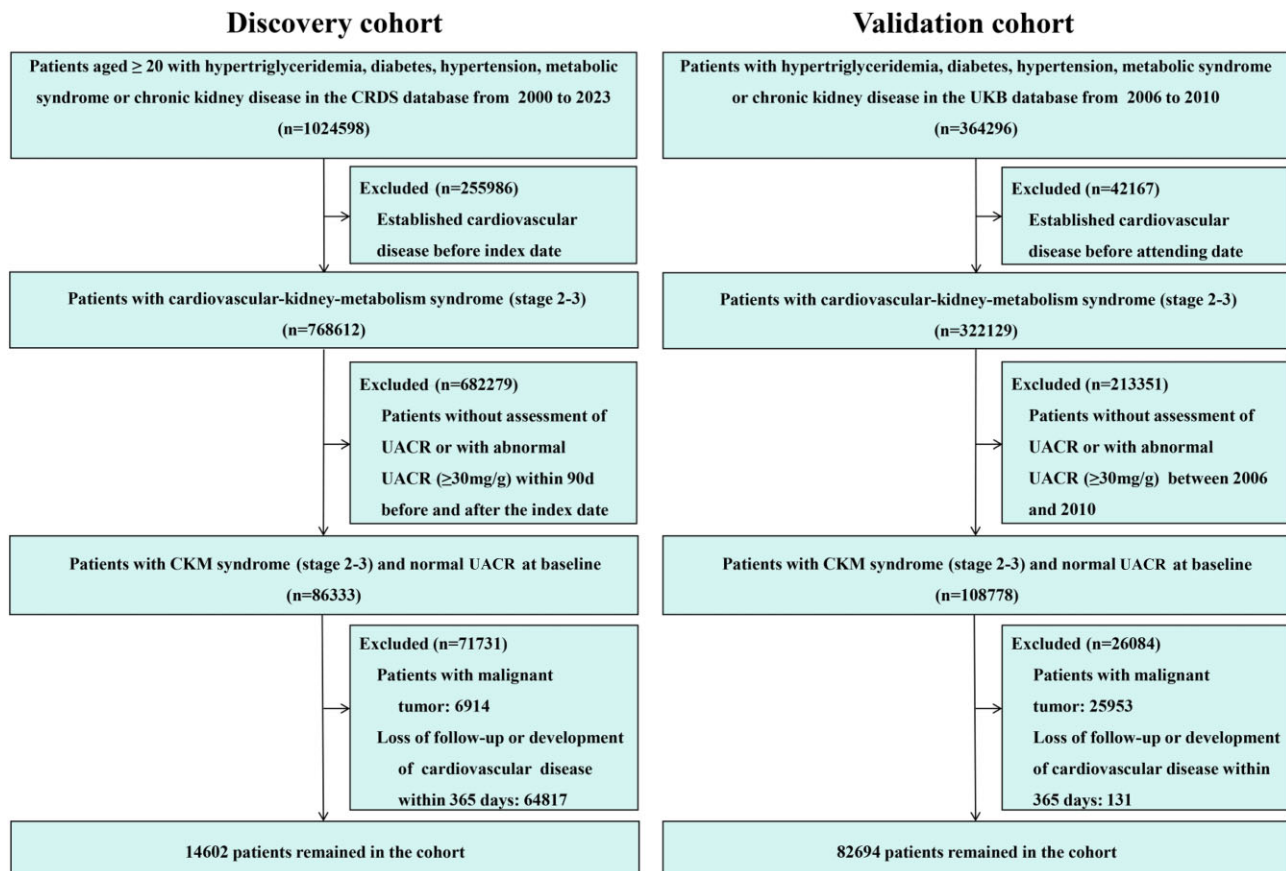 Discovery cohort
Patients aged ≥ 20 with hypertriglyceridemia, diabetes, hypertension, metabolic
syndrome or chronic kidney disease in the CRDS database from 2000 to 2023
(n=1024598)
Excluded (n=255986)
Established cardiovascular
disease before index date
Patients with cardiovascular-kidney-metabolism syndrome (stage 2-3)
(n=768612)
Excluded (n=682279)
Patients without assessment of
UACR or with abnormal
UACR (≥30mg/g) within 90d
before and after the index date
Patients with CKM syndrome (stage 2-3) and normal UACR at baseline
(n=86333)
Excluded (n=71731)
Patients with malignant
tumor: 6914
Loss of follow-up or development
of cardiovascular disease
within 365 days: 64817
14602 patients remained in the cohort
Validation cohort
Patients with hypertriglyceridemia, diabetes, hypertension, metabolic syndrome
or chronic kidney disease in the UKB database from 2006 to 2010
(n=364296)
Excluded (n=42167)
Established cardiovascular
disease before attending date
Patients with cardiovascular-kidney-metabolism syndrome (stage 2-3)
(n=322129)
Excluded (n=213351)
Patients without assessment of
UACR or with abnormal
UACR (≥30mg/g) between 2006
and 2010
Patients with CKM syndrome (stage 2-3) and normal UACR at baseline
(n=108778)
Excluded (n=26084)
Patients with malignant
tumor: 25953
Loss of follow-up or development
of cardiovascular disease within
365 days: 131
82694 patients remained in the cohort